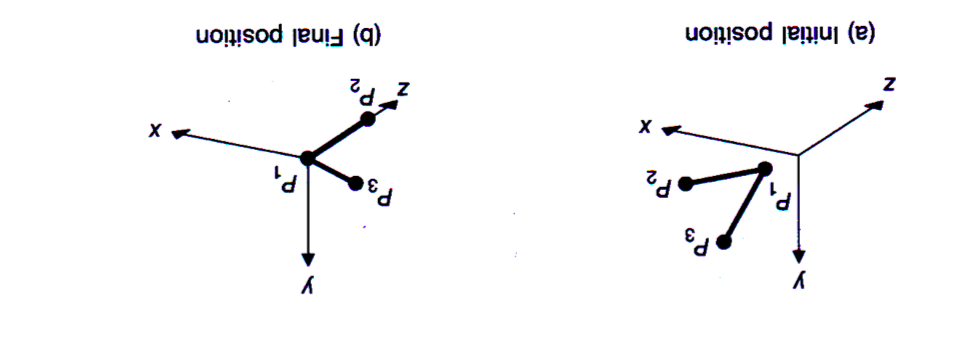 y
P3
P1
P2
x
z
(a) Initial position
y
P3
P1
x
P2
z
(b) Final position